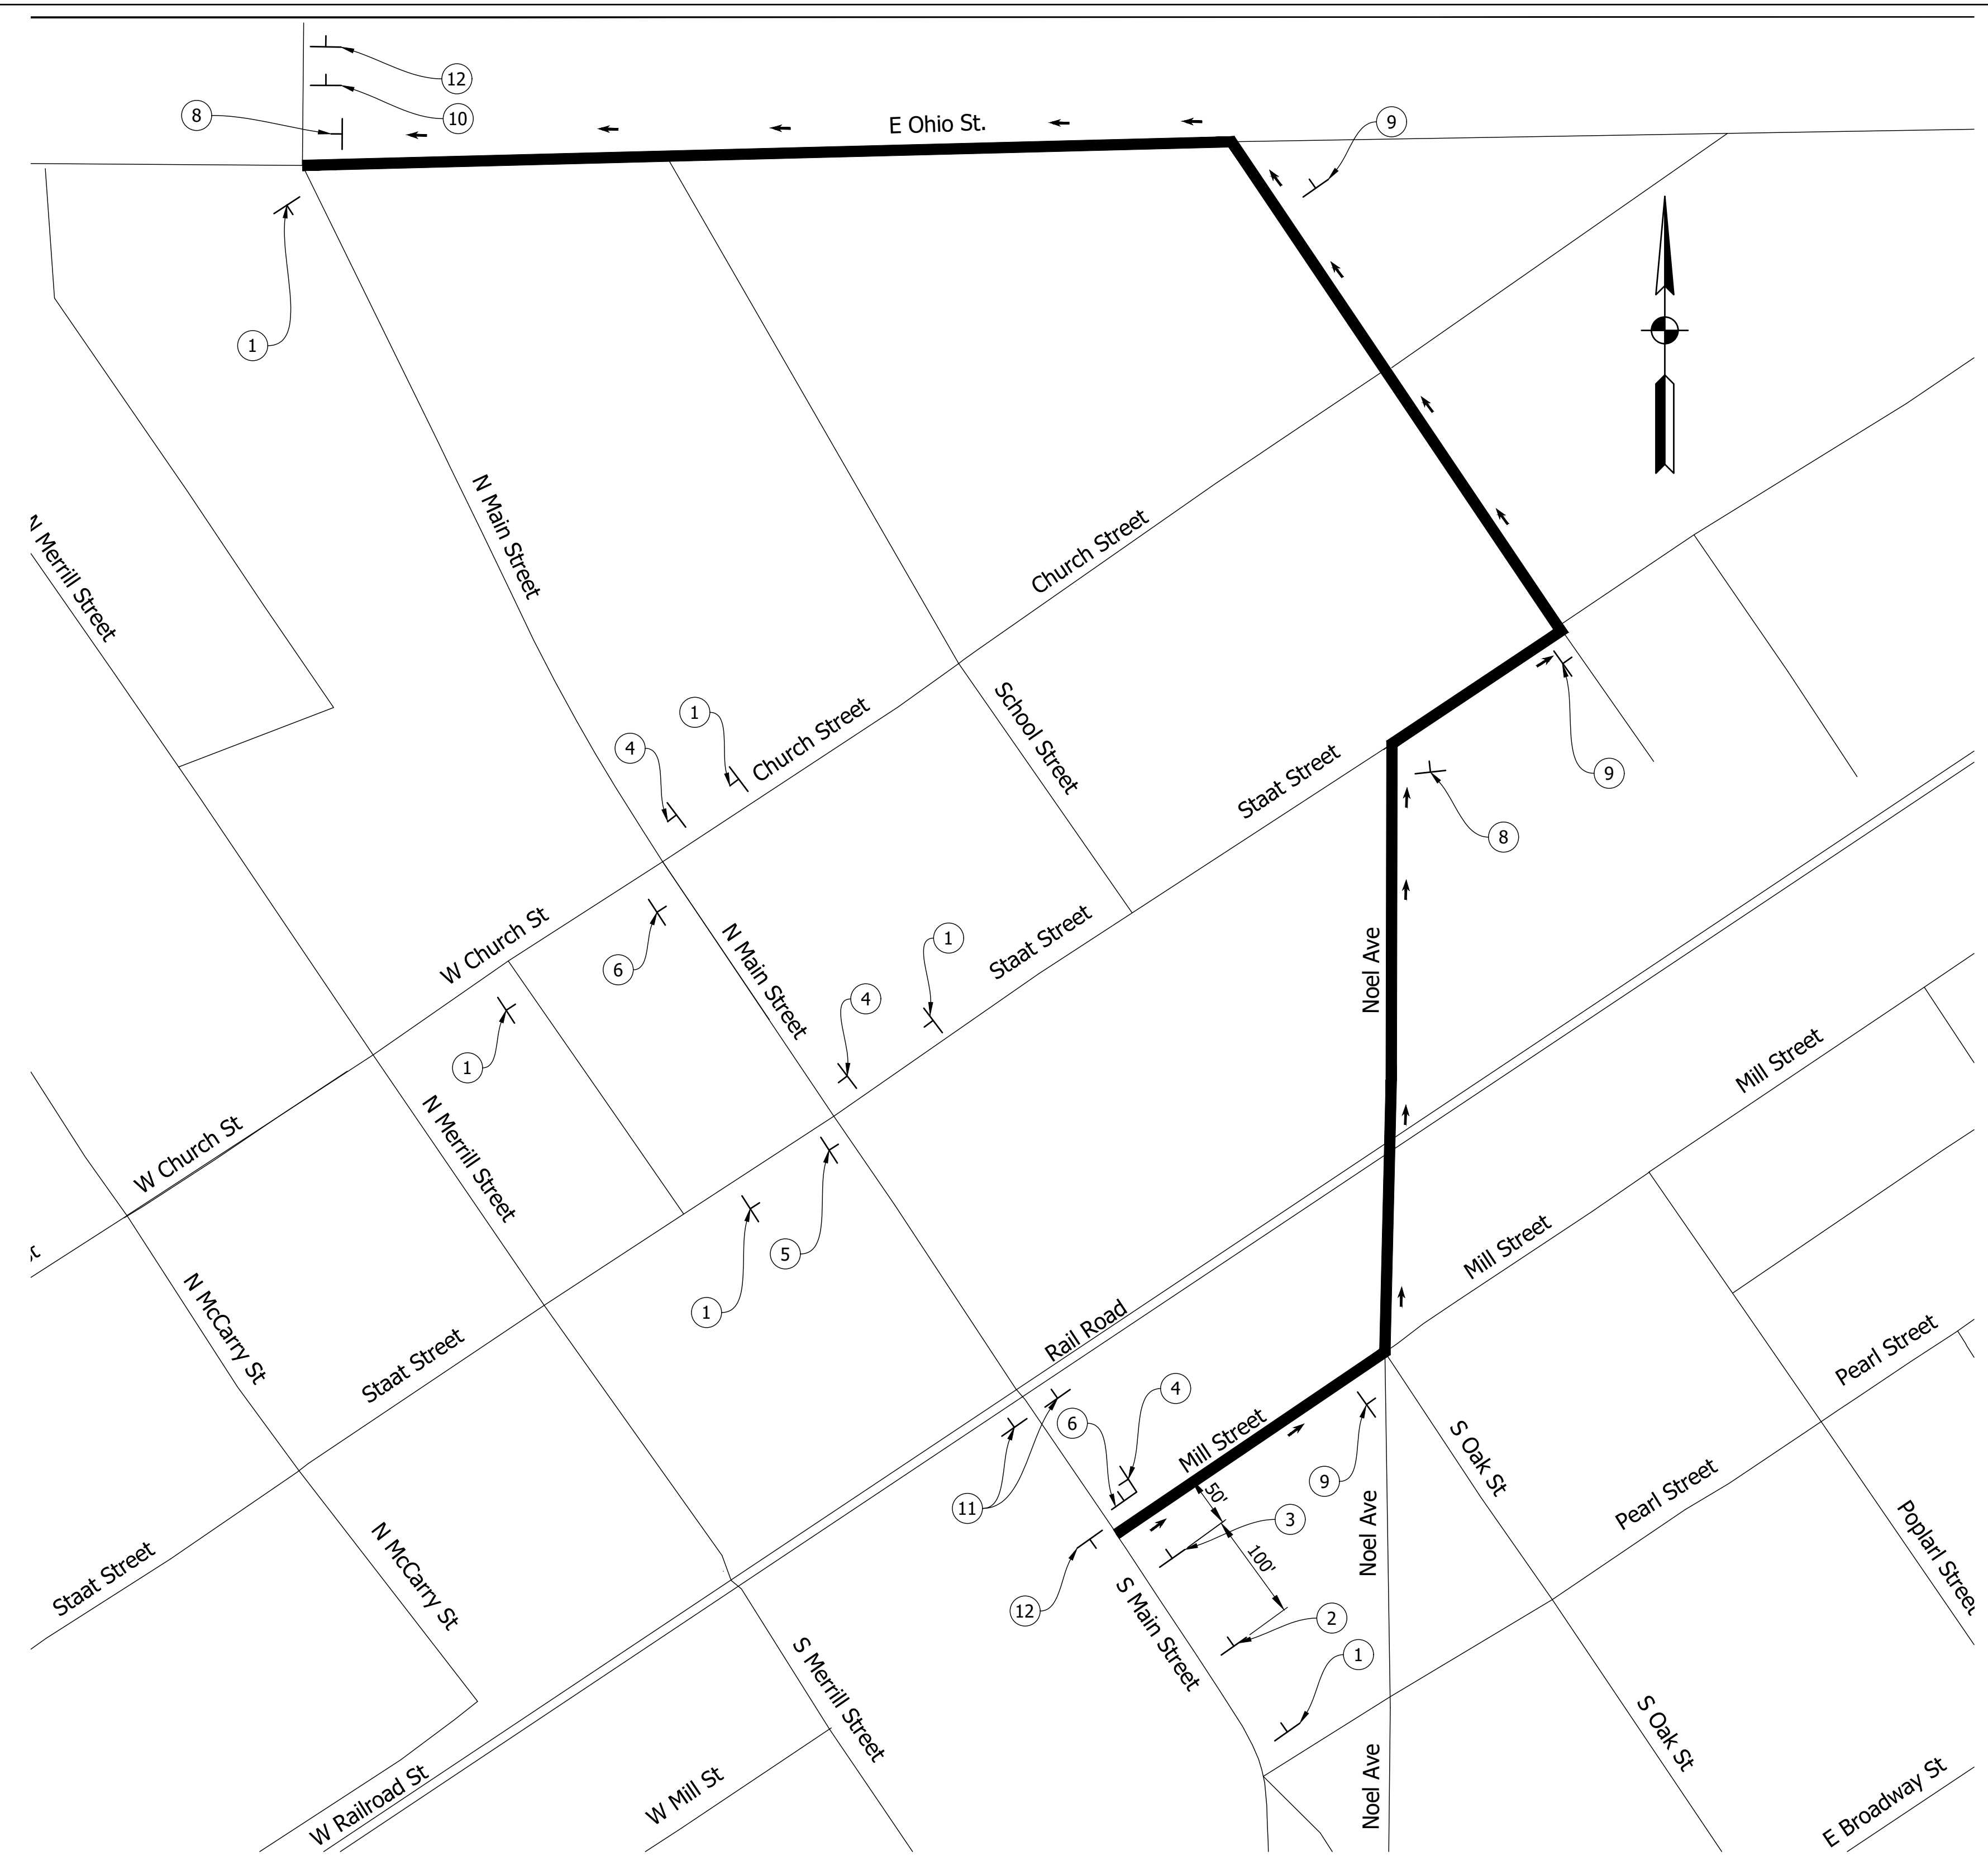 12
10
8
E Ohio St.
9
1
N Main Street
N Merrill Street
Church Street
1
4
Church Street
School Street
Staat Street
9
8
W Church St
6
N Main Street
1
Staat Street
Noel Ave
4
1
Mill Street
W Church St
N Merrill Street
5
1
Mill Street
N McCarry St
Staat Street
Rail Road
Pearl Street
4
6
Mill Street
9
S Oak St
11
50'
3
100'
Noel Ave
Pearl Street
Poplarl Street
N McCarry St
Staat Street
12
S Main Street
2
1
S Merrill Street
S Oak St
W Railroad St
W Mill St
Noel Ave
E Broadway St